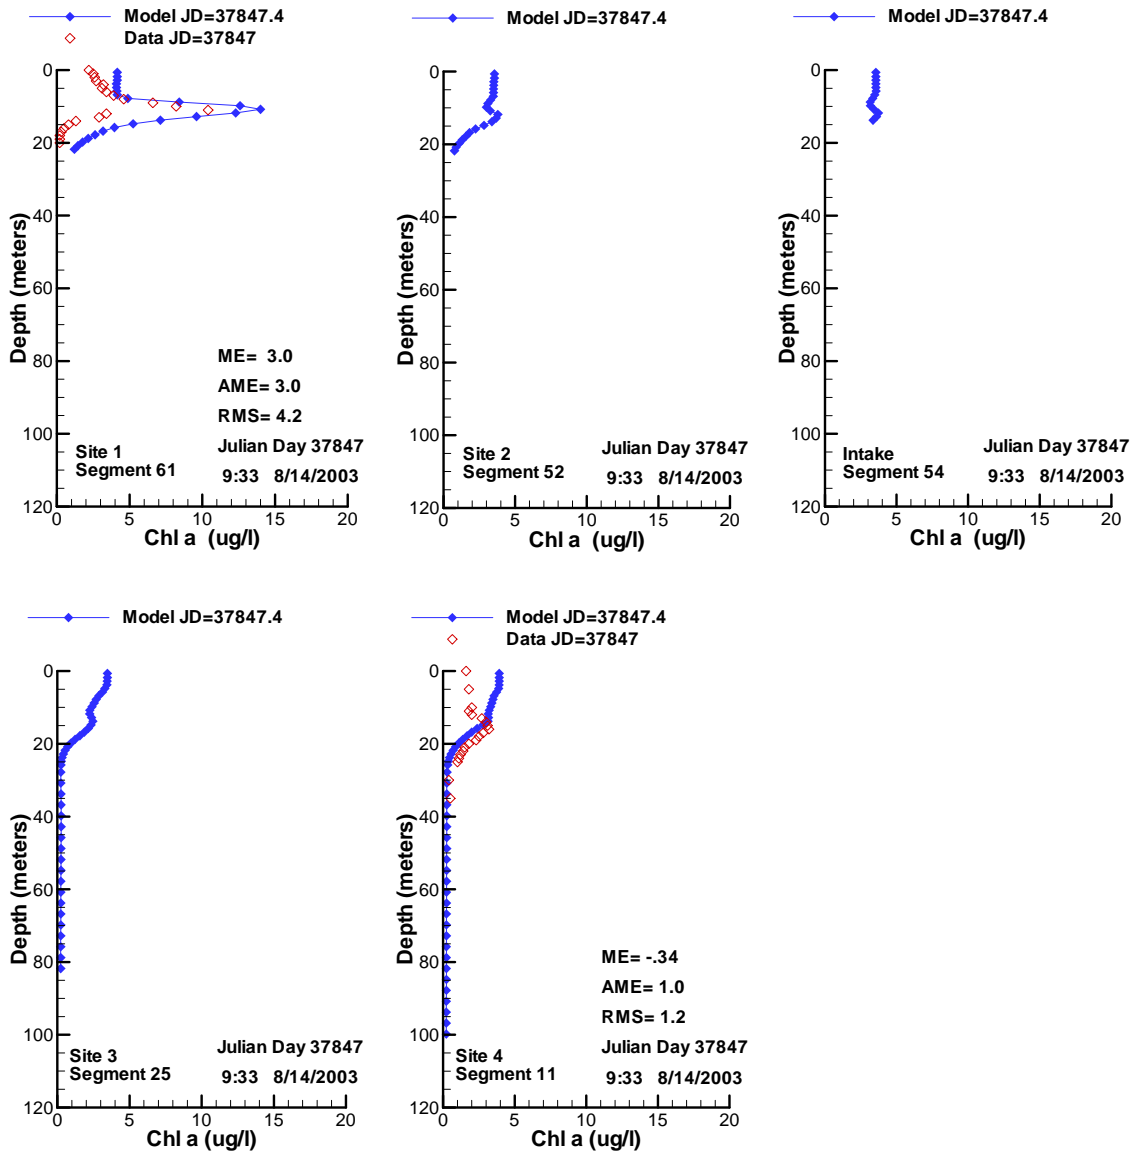 Model JD=37847.4
Data JD=37847
0
20
40
60
80
100
120
Depth (meters)
ME= 3.0
AME= 3.0
RMS= 4.2
Site 1
Segment 61
Julian Day 37847
9:33 8/14/2003
0 5 10 15 20
Chl a (ug/l)
Model JD=37847.4
0
20
40
60
80
100
120
Depth (meters)
Site 2
Segment 52
Julian Day 37847
9:33 8/14/2003
0 5 10 15 20
Chl a (ug/l)
Model JD=37847.4
0
20
40
60
80
100
120
Depth (meters)
Intake
Segment 54
Julian Day 37847
9:33 8/14/2003
0 5 10 15 20
Chl a (ug/l)
Model JD=37847.4
0
20
40
60
80
100
120
Depth (meters)
Site 3
Segment 25
Julian Day 37847
9:33 8/14/2003
0 5 10 15 20
Chl a (ug/l)
Model JD=37847.4
Data JD=37847
0
20
40
60
80
100
120
Depth (meters)
ME= -.34
AME= 1.0
RMS= 1.2
Site 4
Segment 11
Julian Day 37847
9:33 8/14/2003
0 5 10 15 20
Chl a (ug/l)